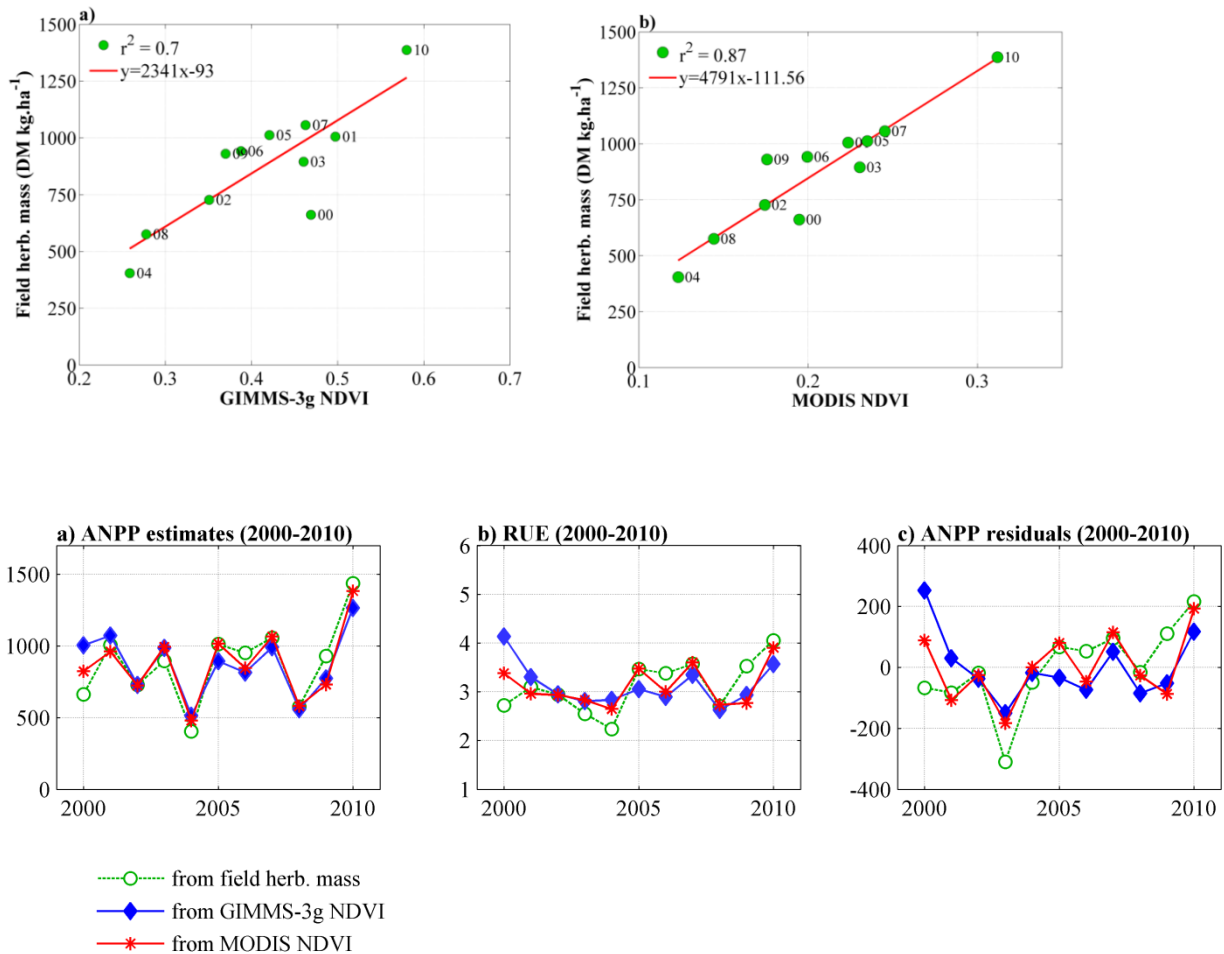 a)
r² = 0.7
y=2341x-93
Field herb. mass (DM kg.ha⁻¹)
1500
1250
1000
750
500
250
0
10
07
05
01
06
09
03
02
00
08
04
0.2 0.3 0.4 0.5 0.6 0.7
GIMMS-3g NDVI
b)
r² = 0.87
y=4791x-111.56
Field herb. mass (DM kg.ha⁻¹)
1500
1250
1000
750
500
250
0
10
07
05
06
09
03
02
00
08
04
0.1 0.2 0.3
MODIS NDVI
a) ANPP estimates (2000-2010)
1500
1000
500
0
2000 2005 2010
b) RUE (2000-2010)
6
5
4
3
2
1
2000 2005 2010
c) ANPP residuals (2000-2010)
400
200
0
-200
-400
2000 2005 2010
from field herb. mass
from GIMMS-3g NDVI
from MODIS NDVI